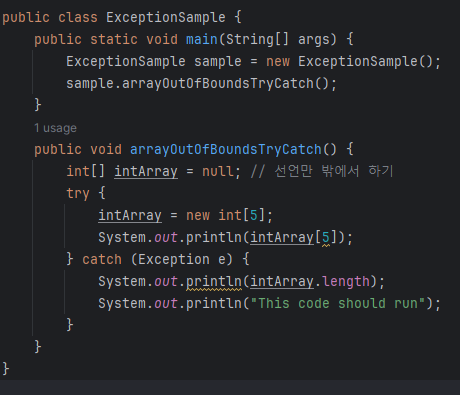 public class ExceptionSample {
    public static void main(String[] args) {
        ExceptionSample sample = new ExceptionSample();
        sample.arrayOutOfBoundsTryCatch();
    }
    1 usage
    public void arrayOutOfBoundsTryCatch() {
        int[] intArray = null; // 선언만 밖에서 하기
        try {
            intArray = new int[5];
            System.out.println(intArray[5]);
        } catch (Exception e) {
            System.out.println(intArray.length);
            System.out.println("This code should run");
        }
    }
}